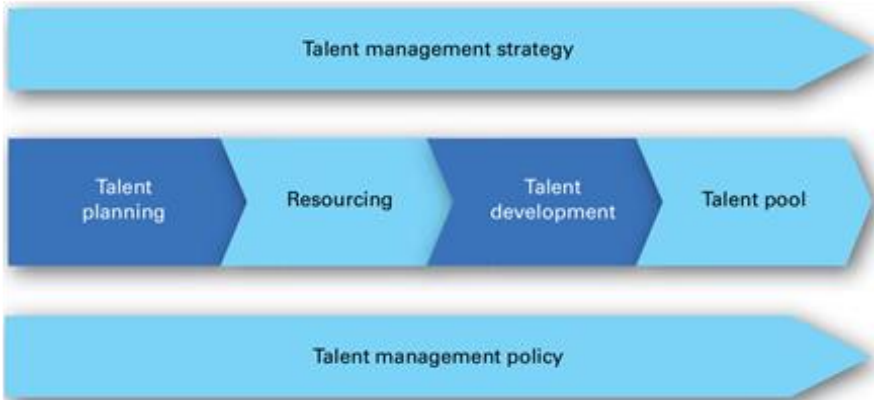 Talent management strategy
Talent
planning
Resourcing
Talent
development
Talent pool
Talent management policy